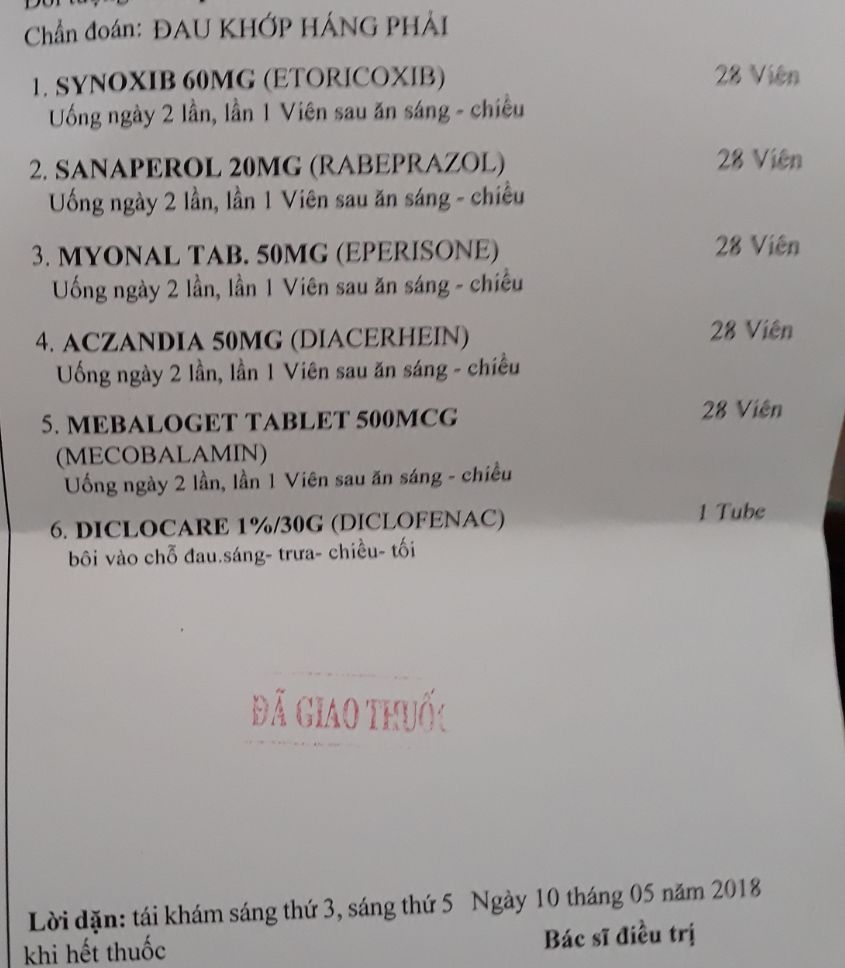 Chẩn đoán: ĐAU KHỚP HÁNG PHẢI
1. SYNOXIB 60MG (ETORICOXIB) 28 Viên
Uống ngày 2 lần, lần 1 Viên sau ăn sáng - chiều
2. SANAPEROL 20MG (RABEPRAZOL) 28 Viên
Uống ngày 2 lần, lần 1 Viên sau ăn sáng - chiều
3. MYONAL TAB. 50MG (EPERISONE) 28 Viên
Uống ngày 2 lần, lần 1 Viên sau ăn sáng - chiều
4. ACZANDIA 50MG (DIACERHEIN) 28 Viên
Uống ngày 2 lần, lần 1 Viên sau ăn sáng - chiều
5. MEBALOGET TABLET 500MCG 28 Viên
(MECOBALAMIN)
Uống ngày 2 lần, lần 1 Viên sau ăn sáng - chiều
6. DICLOCARE 1%/30G (DICLOFENAC) 1 Tube
bôi vào chỗ đau.sáng- trưa- chiều- tối
ĐÃ GIAO THUỐC
Lời dặn: tái khám sáng thứ 3, sáng thứ 5 Ngày 10 tháng 05 năm 2018
khi hết thuốc Bác sĩ điều trị